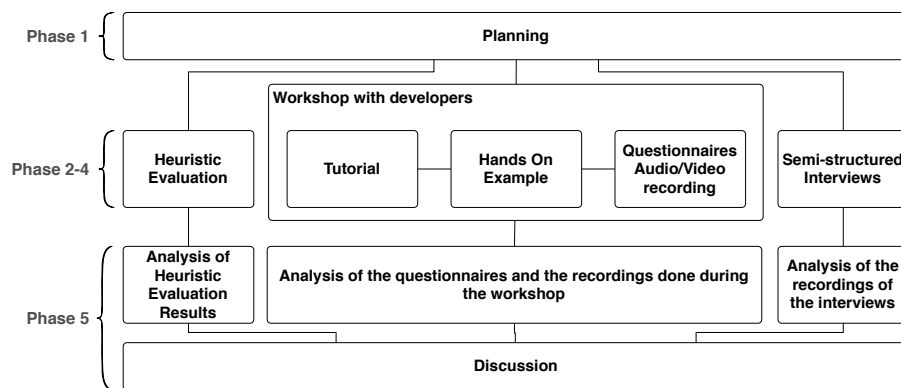 Phase 1
Planning
Workshop with developers
Phase 2-4
Heuristic
Evaluation
Tutorial
Hands On
Example
Questionnaires
Audio/Video
recording
Semi-structured
Interviews
Phase 5
Analysis of
Heuristic
Evaluation
Results
Analysis of the questionnaires and the recordings done during
the workshop
Analysis of the
recordings of
the interviews
Discussion